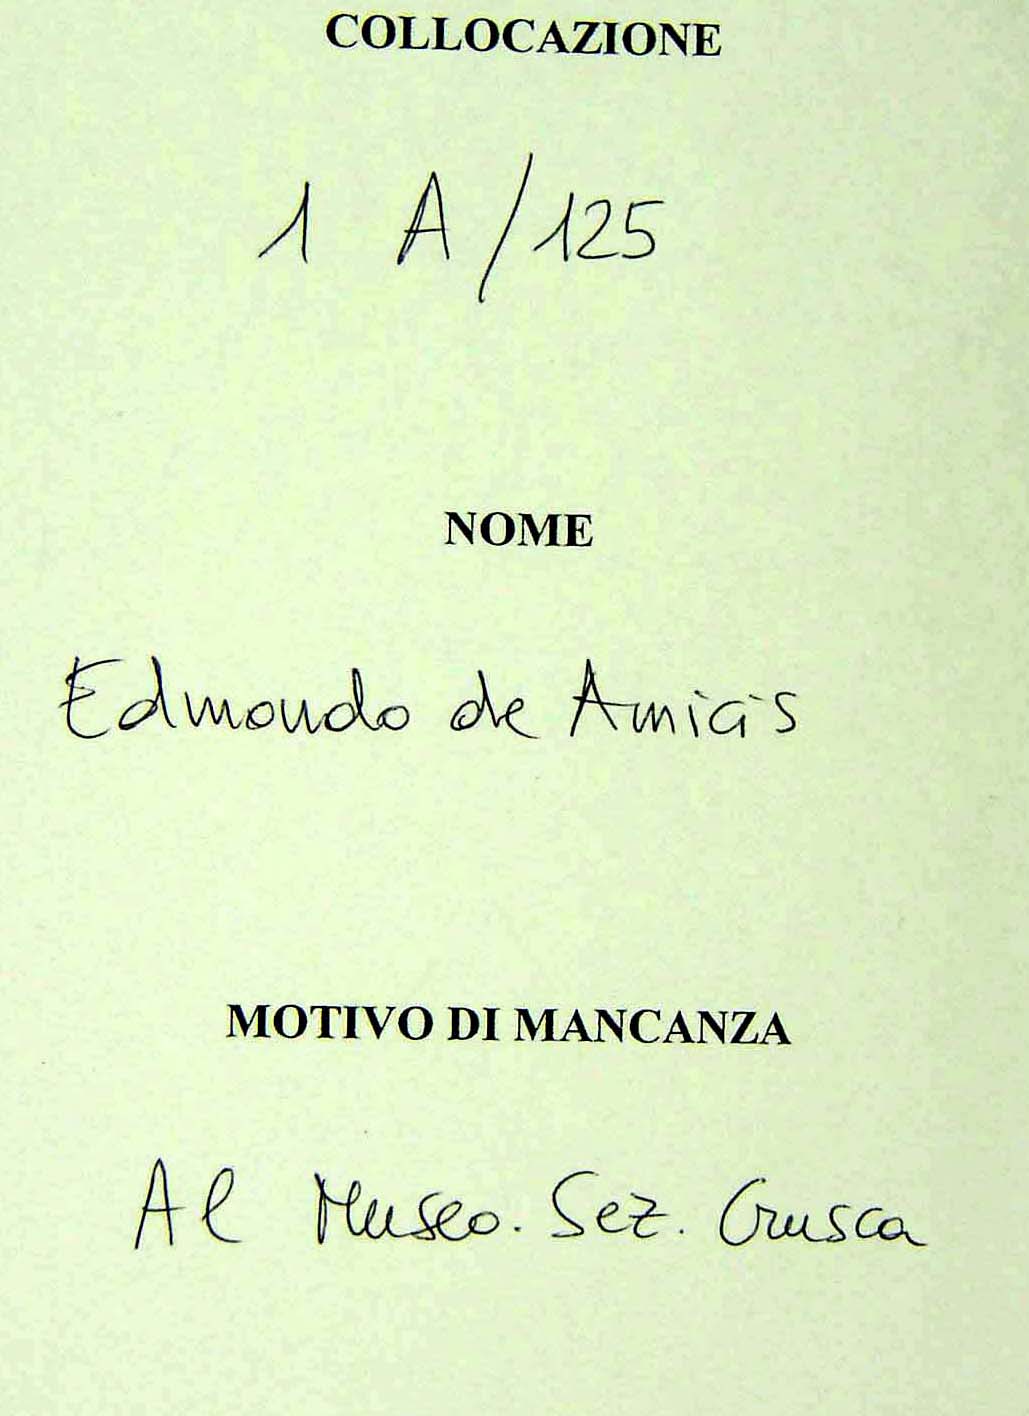 COLLOCAZIONE
1 A/125
NOME
Edmondo de Amicis
MOTIVO DI MANCANZA
Al Museo. Sez. Crusca